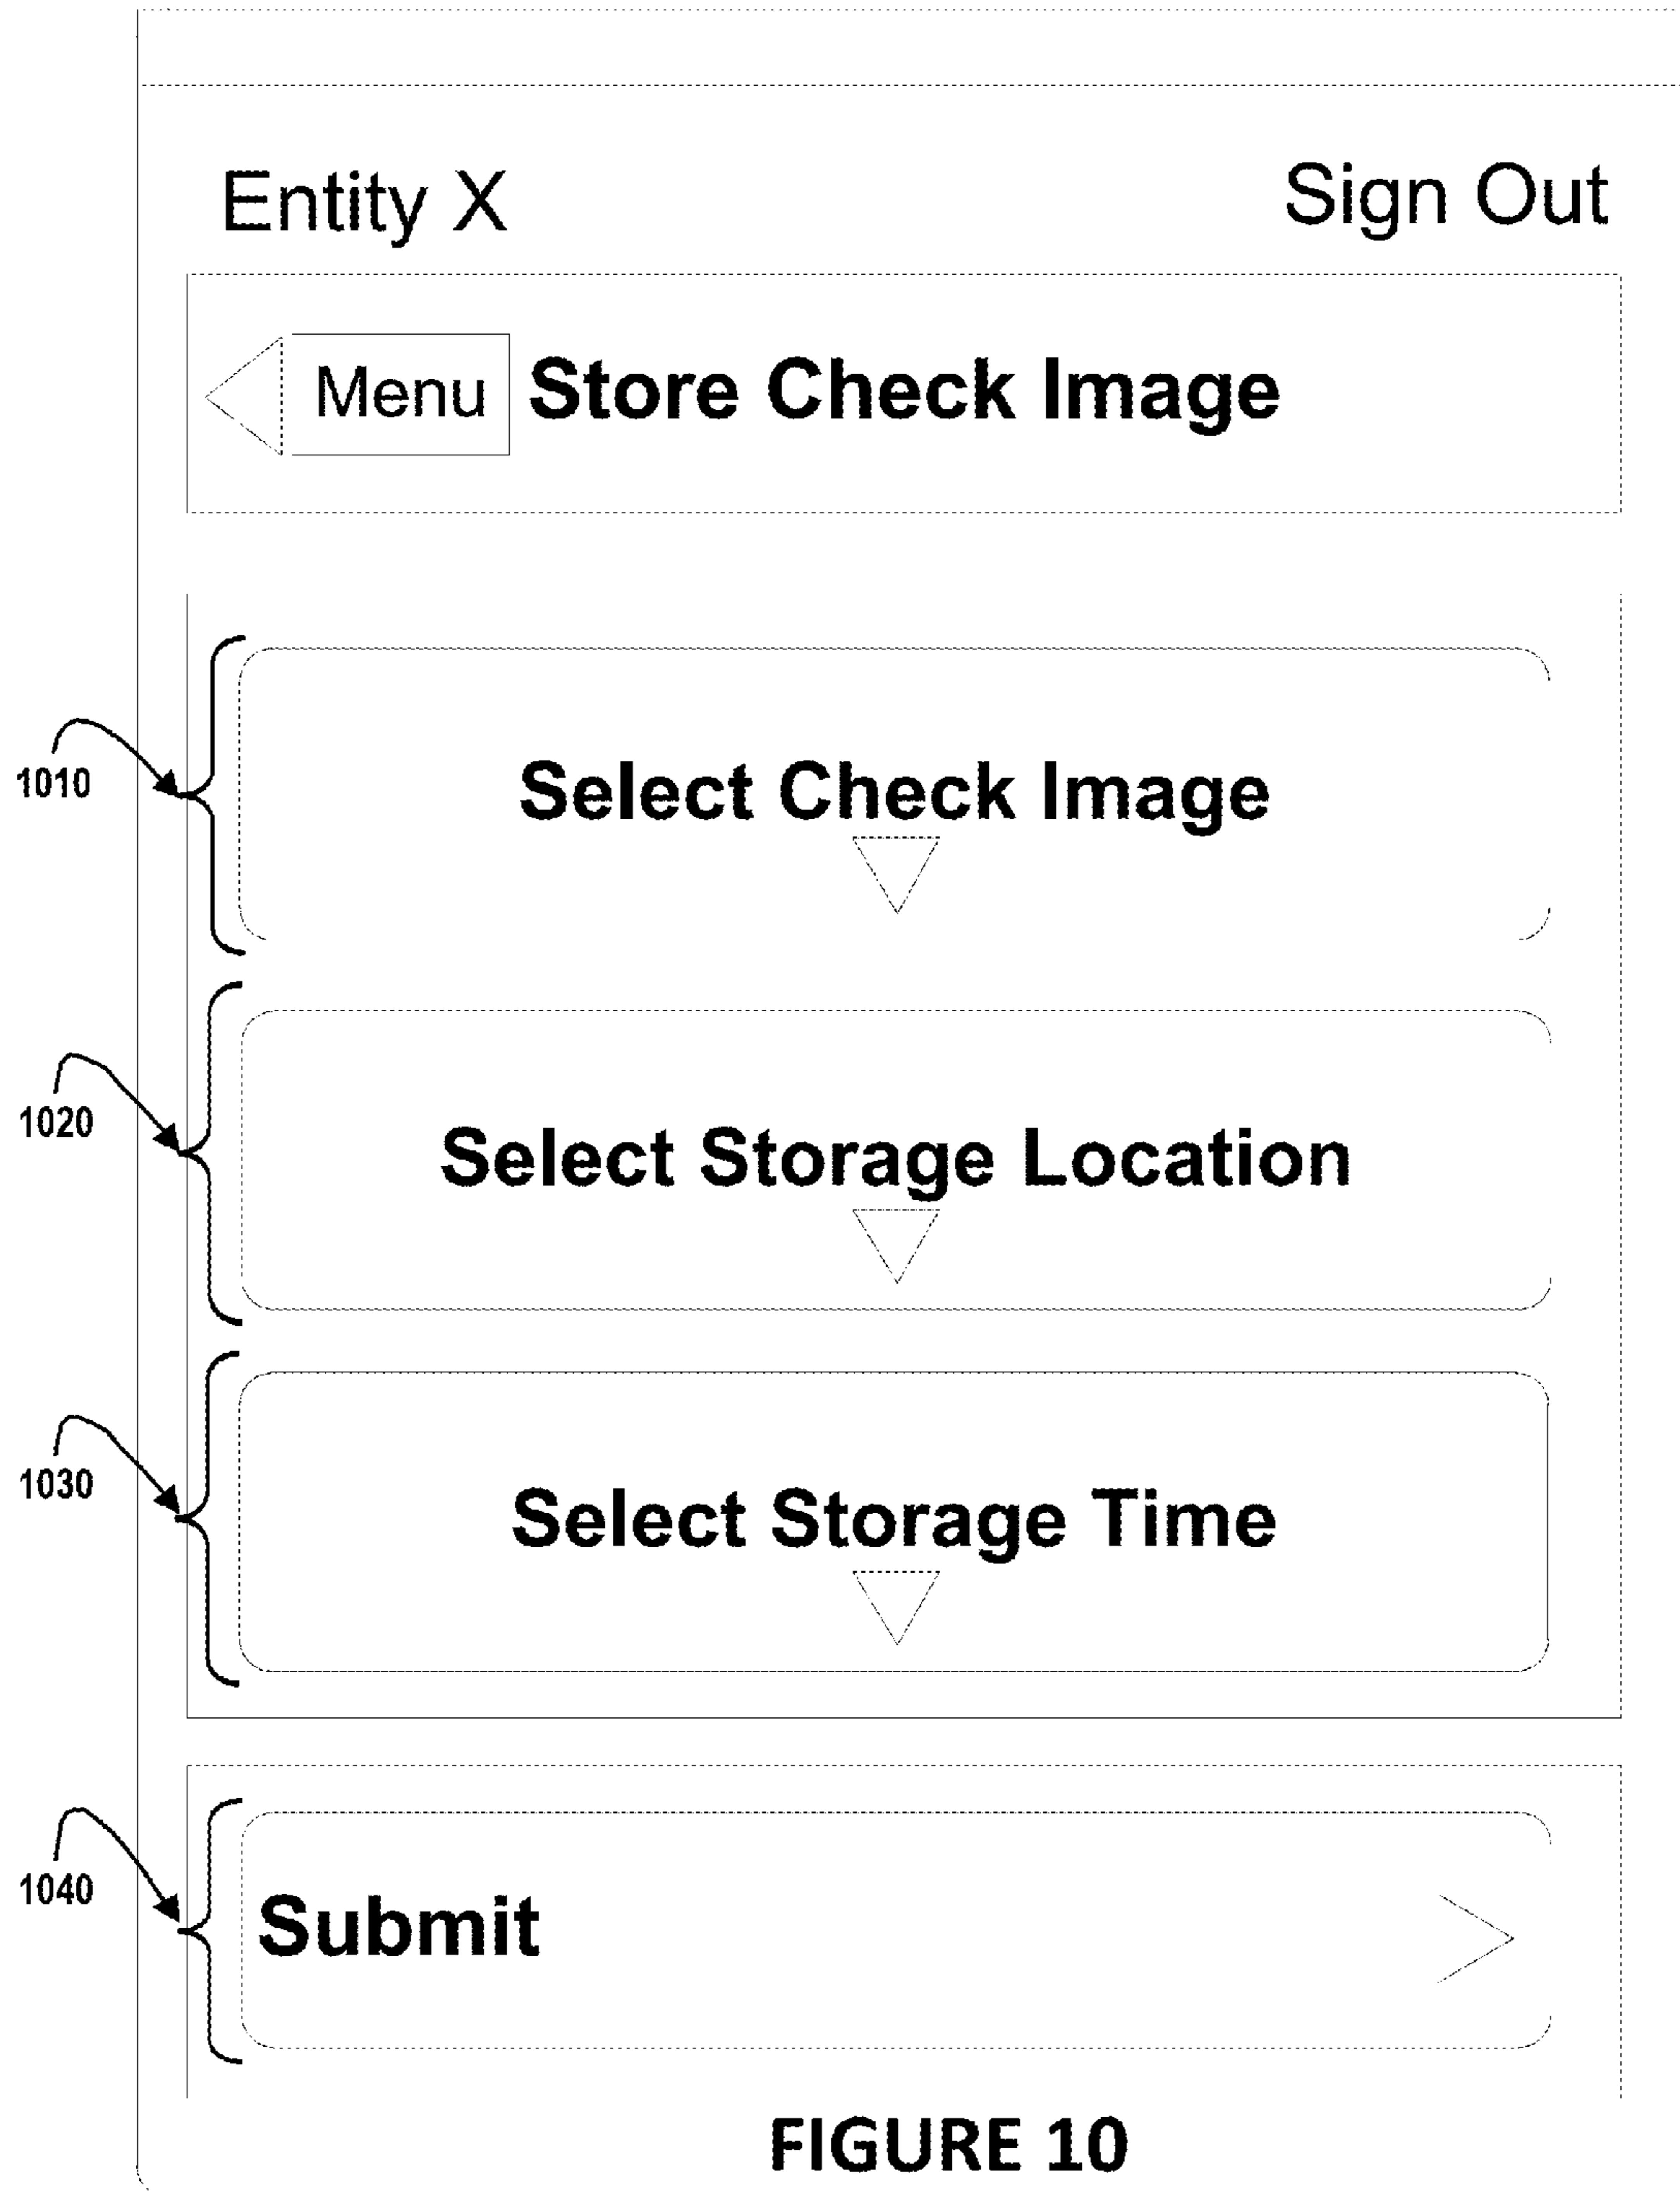 Entity X Sign Out
Menu Store Check Image
1010
Select Check Image
1020
Select Storage Location
1030
Select Storage Time
1040
Submit
FIGURE 10